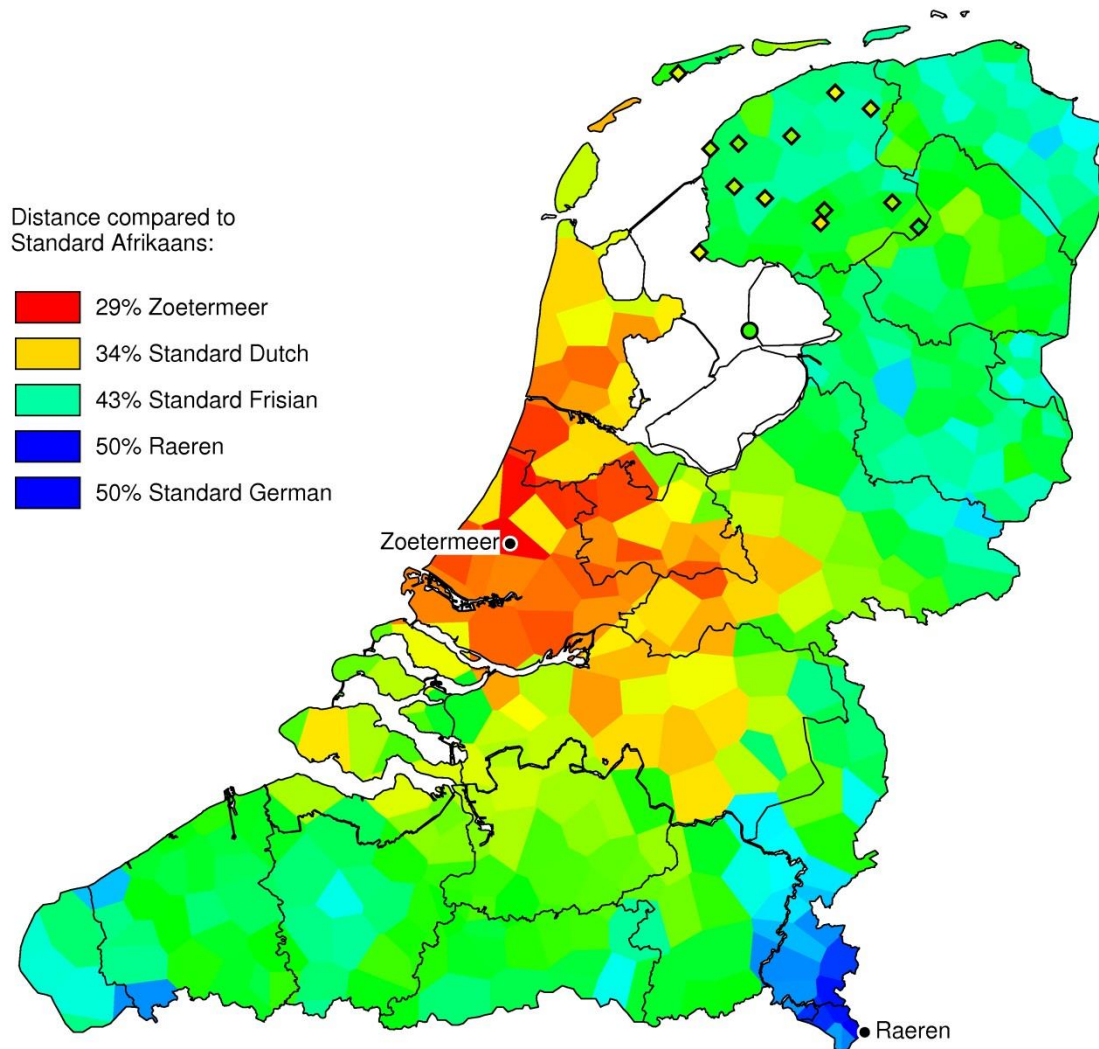 Distance compared to
Standard Afrikaans:
29% Zoetermeer
34% Standard Dutch
43% Standard Frisian
50% Raeren
50% Standard German
Zoetermeer
Raeren